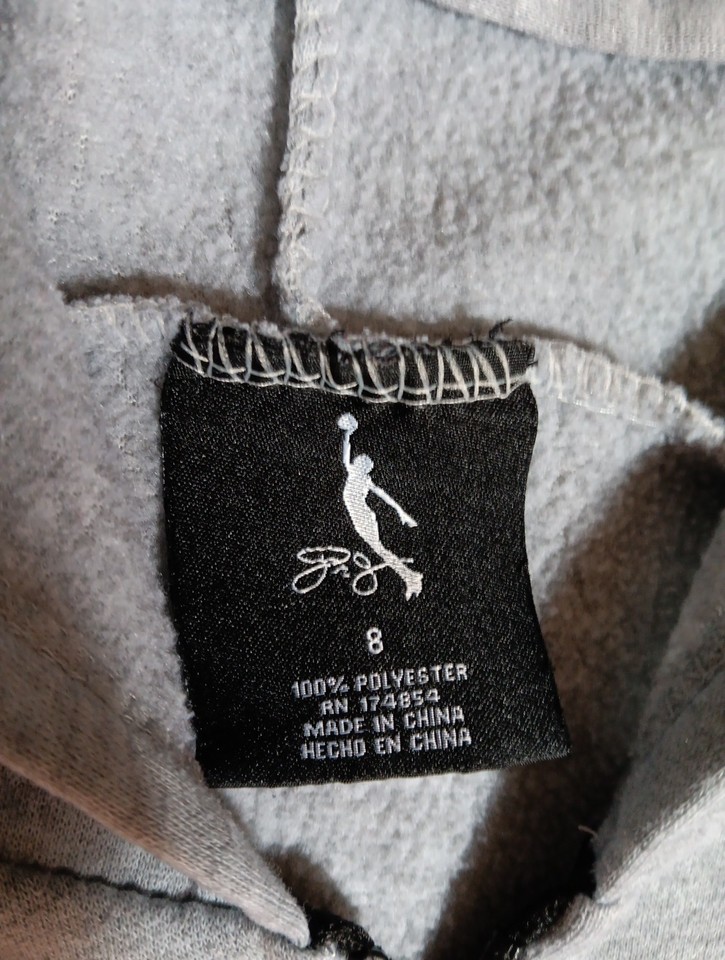 8
100% POLYESTER
RN 174854
MADE IN CHINA
HECHO EN CHINA